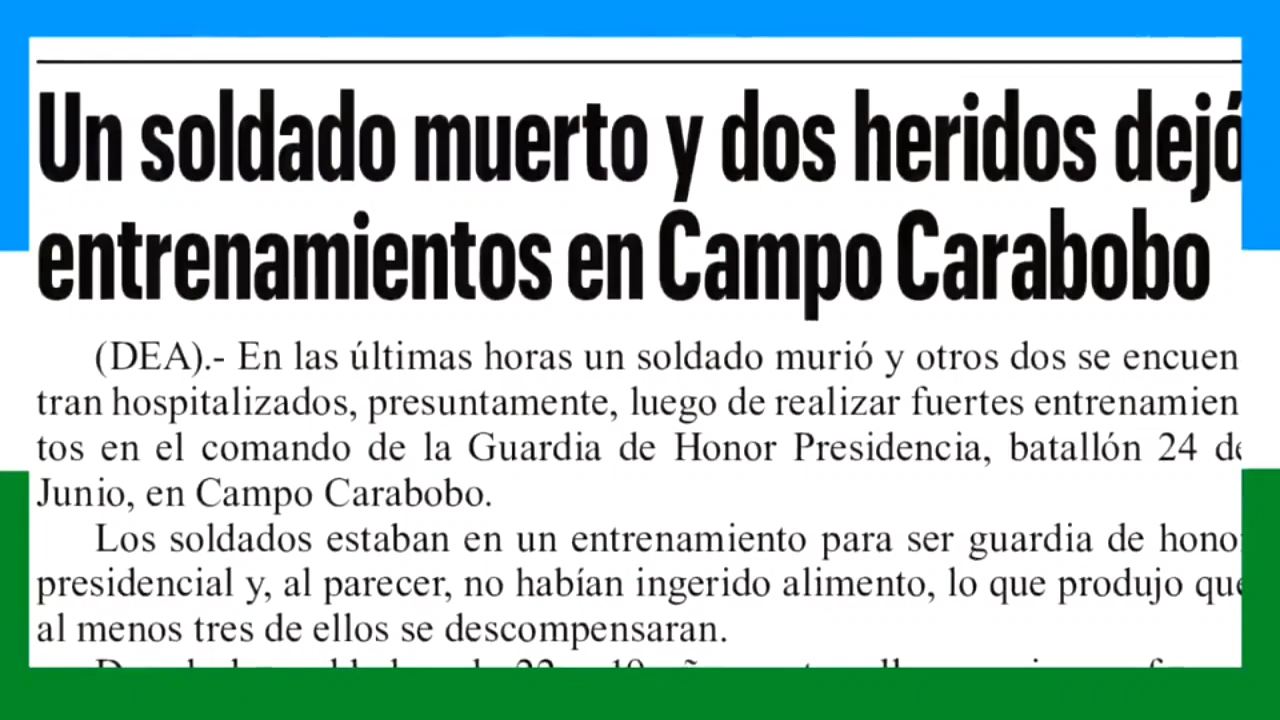 Un soldado muerto y dos heridos dejó
entrenamientos en Campo Carabobo
(DEA).- En las últimas horas un soldado murió y otros dos se encuen
tran hospitalizados, presuntamente, luego de realizar fuertes entrenamien
tos en el comando de la Guardia de Honor Presidencia, batallón 24 de
Junio, en Campo Carabobo.
Los soldados estaban en un entrenamiento para ser guardia de hono
presidencial y, al parecer, no habían ingerido alimento, lo que produjo que
al menos tres de ellos se descompensaran.